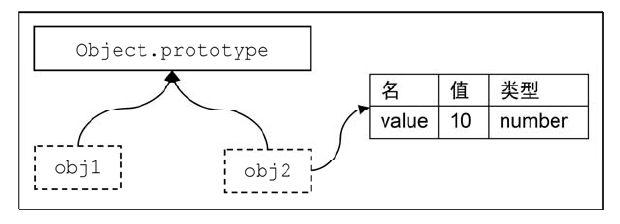 Object.prototype
名 值 类型
value 10 number
obj1
obj2